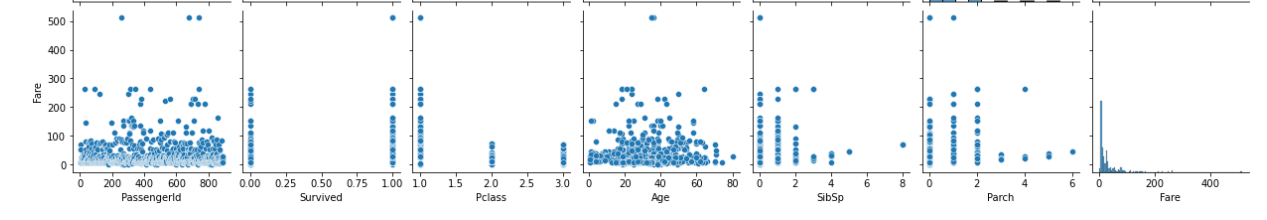 500
400
300
200
100
0
Fare
0 200 400 600 800
PassengerId
0.00 0.25 0.50 0.75 1.00
Survived
1.0 1.5 2.0 2.5 3.0
Pclass
0 20 40 60 80
Age
0 2 4 6 8
SibSp
0 2 4 6
Parch
0 200 400
Fare